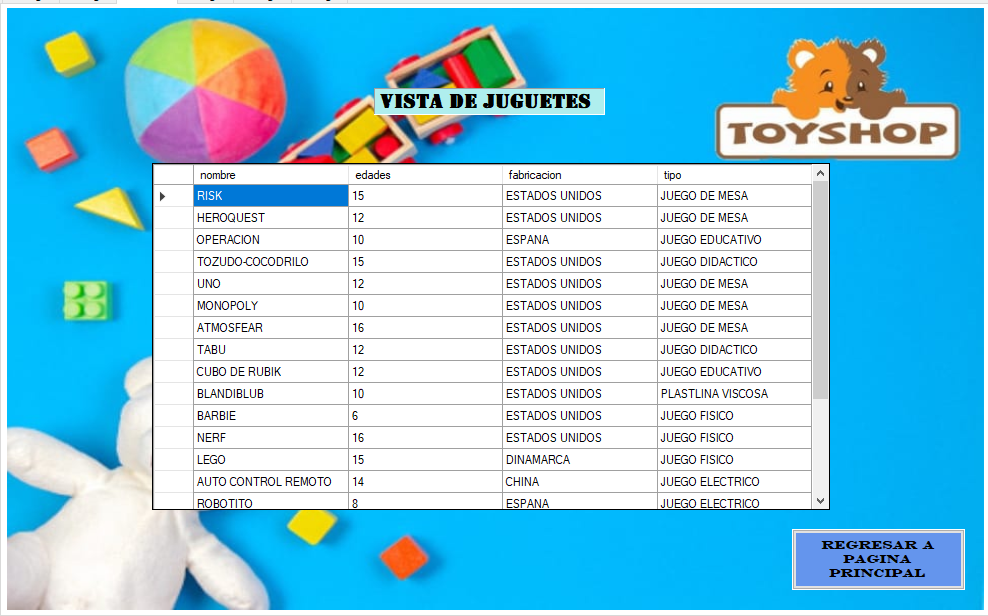 VISTA DE JUGUETES
TOYSHOP
nombre edades fabricacion tipo
RISK 15 ESTADOS UNIDOS JUEGO DE MESA
HEROQUEST 12 ESTADOS UNIDOS JUEGO DE MESA
OPERACION 10 ESPANA JUEGO EDUCATIVO
TOZUDO-COCODRILO 15 ESTADOS UNIDOS JUEGO DIDACTICO
UNO 12 ESTADOS UNIDOS JUEGO DE MESA
MONOPOLY 10 ESTADOS UNIDOS JUEGO DE MESA
ATMOSFEAR 16 ESTADOS UNIDOS JUEGO DE MESA
TABU 12 ESTADOS UNIDOS JUEGO DIDACTICO
CUBO DE RUBIK 12 ESTADOS UNIDOS JUEGO EDUCATIVO
BLANDIBLUB 10 ESTADOS UNIDOS PLASTLINA VISCOSA
BARBIE 6 ESTADOS UNIDOS JUEGO FISICO
NERF 16 ESTADOS UNIDOS JUEGO FISICO
LEGO 15 DINAMARCA JUEGO FISICO
AUTO CONTROL REMOTO 14 CHINA JUEGO ELECTRICO
ROBOTITO 8 ESPANA JUEGO ELECTRICO
REGRESAR A
PAGINA
PRINCIPAL